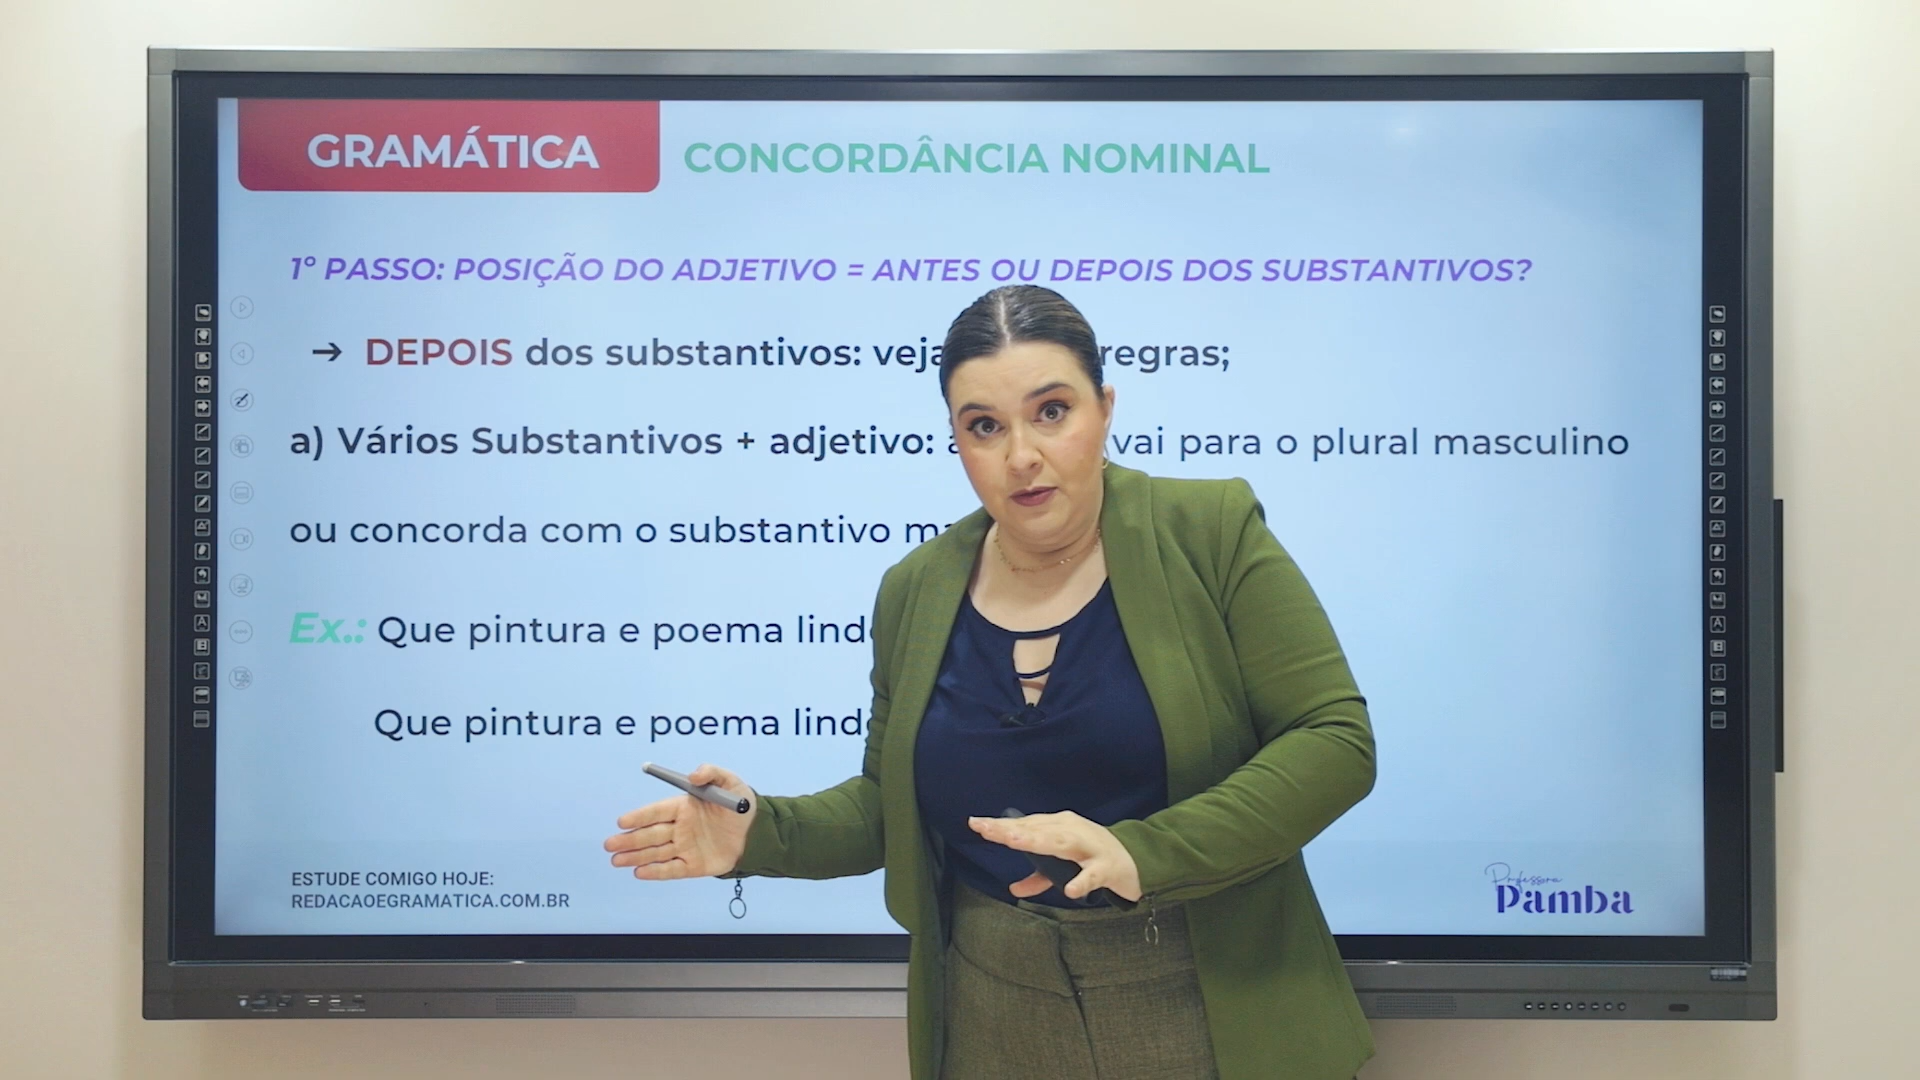 GRAMÁTICA
CONCORDÂNCIA NOMINAL
1º PASSO: POSIÇÃO DO ADJETIVO = ANTES OU DEPOIS DOS SUBSTANTIVOS?
→ DEPOIS dos substantivos: regras;
a) Vários Substantivos + adjetivo: vai para o plural masculino
ou concorda com o substantivo
Ex.: Que pintura e poema
Que pintura e poema
ESTUDE COMIGO HOJE:
REDACAOEGRAMATICA.COM.BR
Professora
Pamba